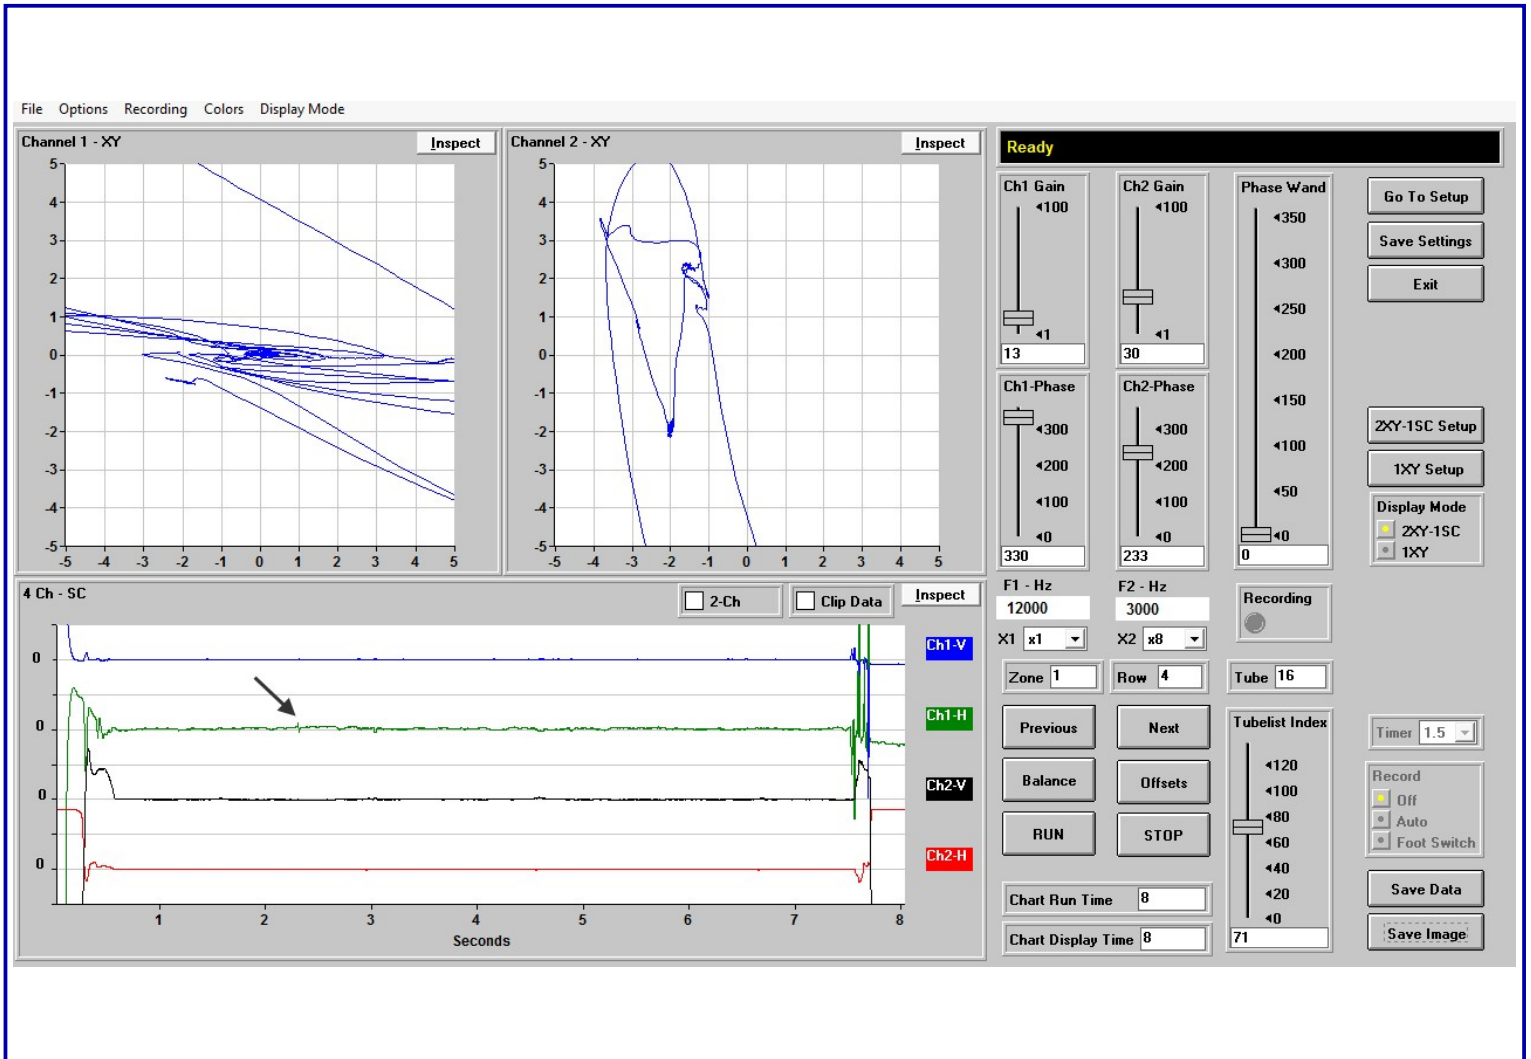 File Options Recording Colors Display Mode
Channel 1 - XY
Inspect
5
4
3
2
1
0
-1
-2
-3
-4
-5
-5 -4 -3 -2 -1 0 1 2 3 4 5
Channel 2 - XY
Inspect
5
4
3
2
1
0
-1
-2
-3
-4
-5
-5 -4 -3 -2 -1 0 1 2 3 4 5
4 Ch - SC
2-Ch
Clip Data
Inspect
0
0
0
0
Ch1-V
Ch1-H
Ch2-V
Ch2-H
1 2 3 4 5 6 7 8
Seconds
Ready
Ch1 Gain
100
1
13
Ch2 Gain
100
1
30
Phase Wand
350
300
250
200
150
100
50
0
0
Ch1-Phase
300
200
100
0
330
Ch2-Phase
300
200
100
0
233
Go To Setup
Save Settings
Exit
2XY-1SC Setup
1XY Setup
Display Mode
2XY-1SC
1XY
F1 - Hz
12000
F2 - Hz
3000
Recording
X1 x1
X2 x8
Zone 1
Row 4
Tube 16
Previous
Next
Balance
Offsets
RUN
STOP
Tubelist Index
120
100
80
60
40
20
0
71
Timer 1.5
Record
Off
Auto
Foot Switch
Chart Run Time 8
Chart Display Time 8
Save Data
Save Image